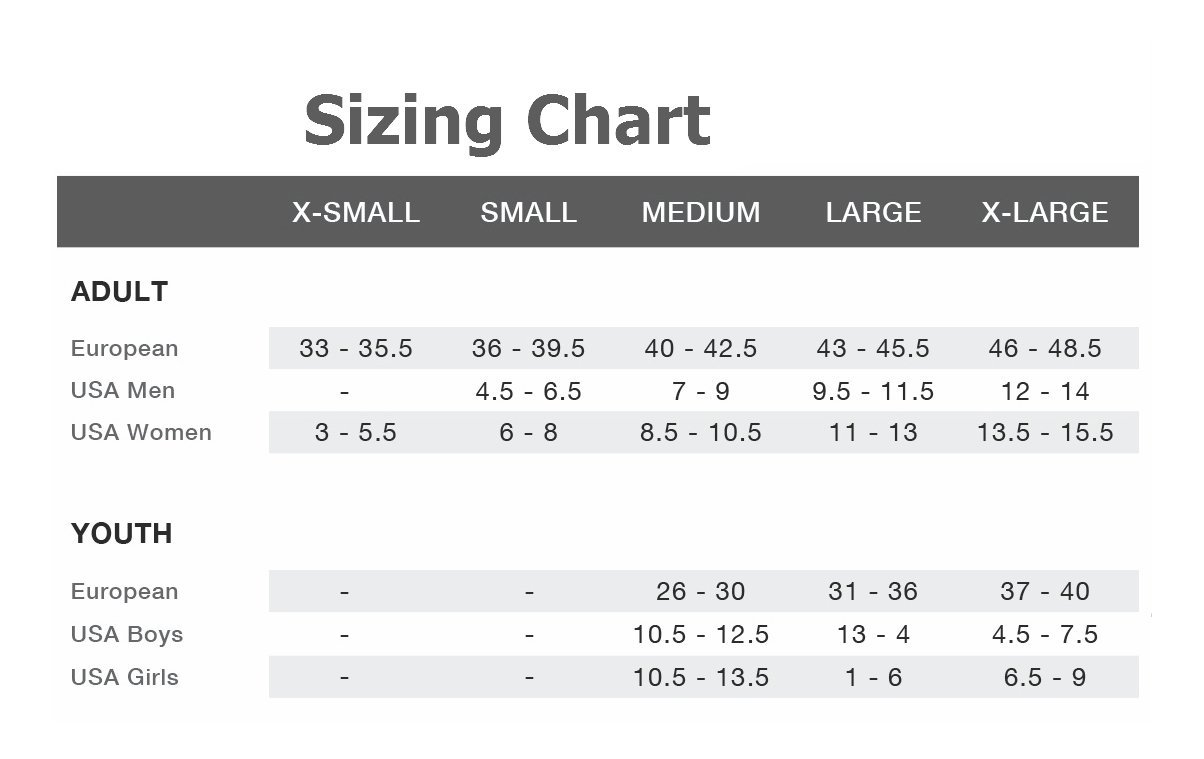 Sizing Chart
X-SMALL SMALL MEDIUM LARGE X-LARGE
ADULT
European 33 - 35.5 36 - 39.5 40 - 42.5 43 - 45.5 46 - 48.5
USA Men - 4.5 - 6.5 7 - 9 9.5 - 11.5 12 - 14
USA Women 3 - 5.5 6 - 8 8.5 - 10.5 11 - 13 13.5 - 15.5
YOUTH
European - - 26 - 30 31 - 36 37 - 40
USA Boys - - 10.5 - 12.5 13 - 4 4.5 - 7.5
USA Girls - - 10.5 - 13.5 1 - 6 6.5 - 9